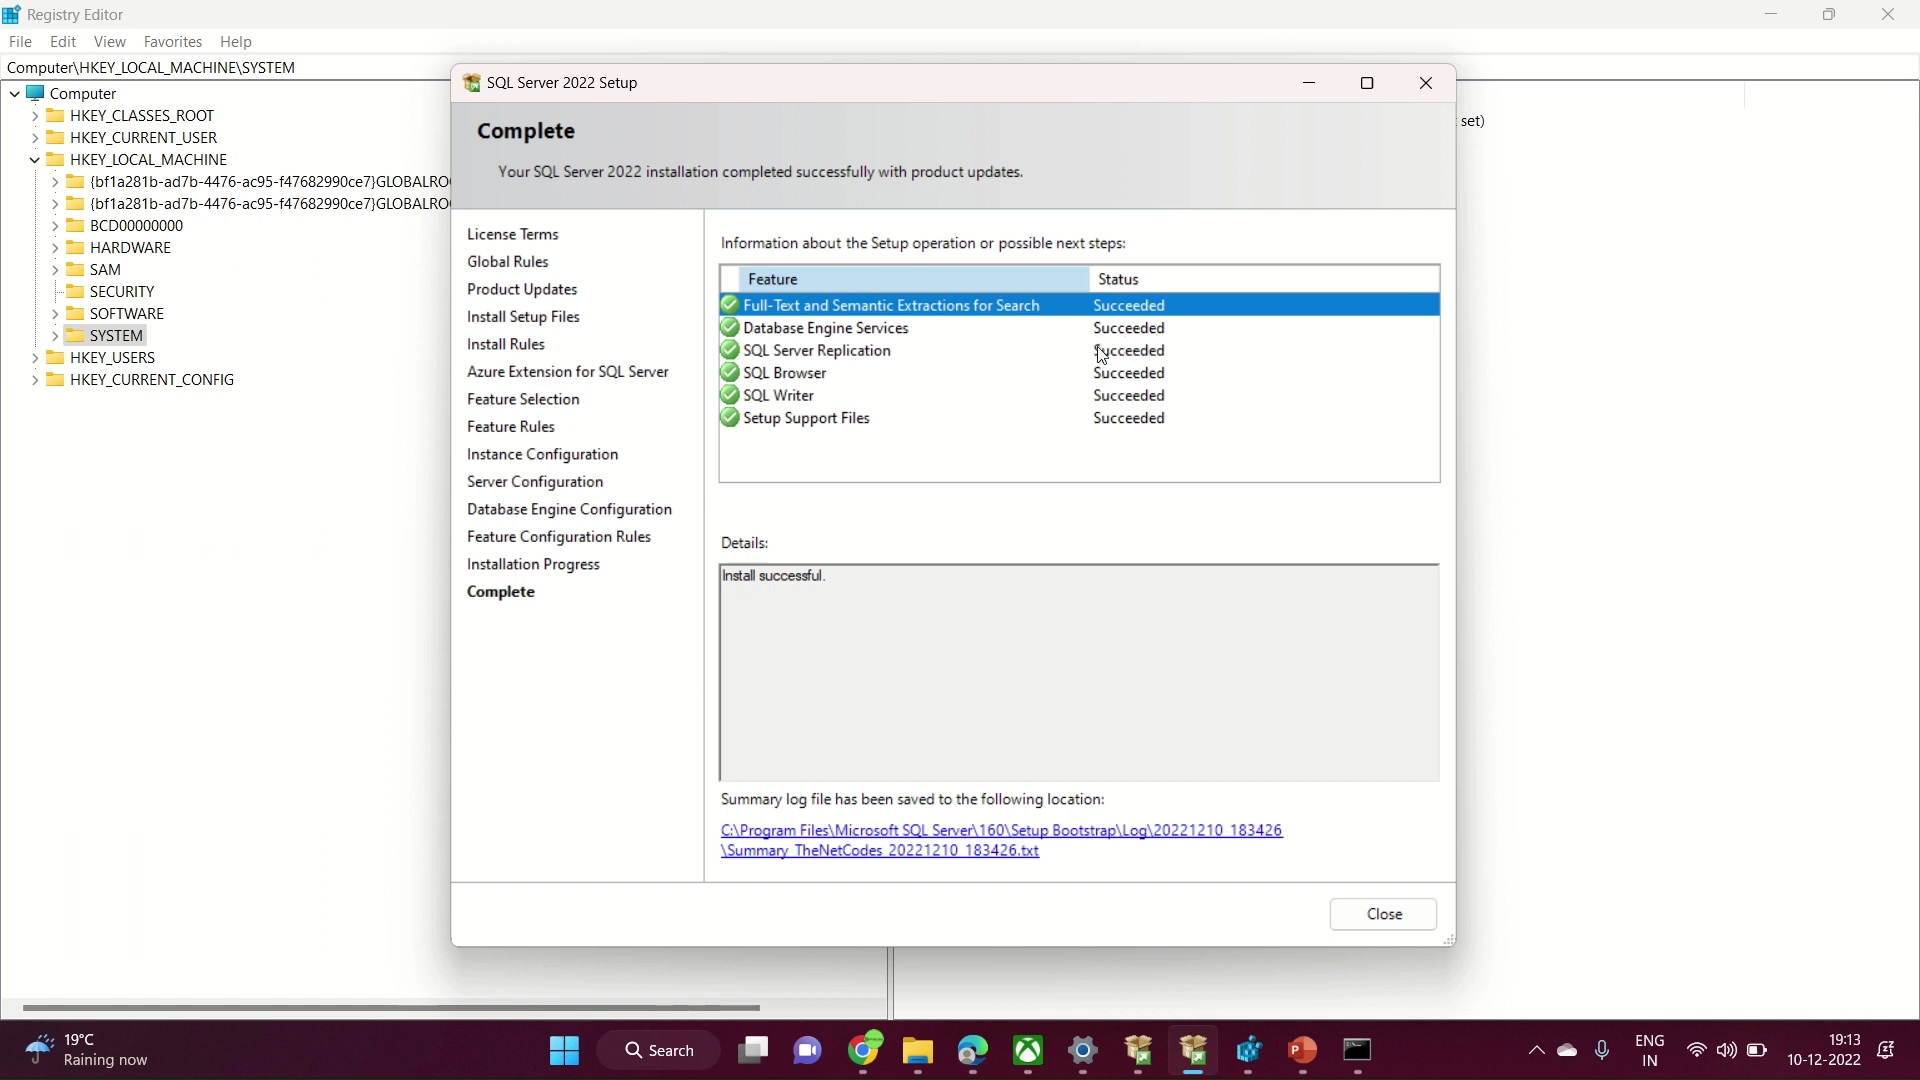 Registry Editor
File Edit View Favorites Help
Computer\HKEY_LOCAL_MACHINE\SYSTEM
Computer
HKEY_CLASSES_ROOT
HKEY_CURRENT_USER
HKEY_LOCAL_MACHINE
{bf1a281b-ad7b-4476-ac95-f47682990ce7}GLOBALRO
{bf1a281b-ad7b-4476-ac95-f47682990ce7}GLOBALRO
BCD00000000
HARDWARE
SAM
SECURITY
SOFTWARE
SYSTEM
HKEY_USERS
HKEY_CURRENT_CONFIG
set)
SQL Server 2022 Setup
Complete
Your SQL Server 2022 installation completed successfully with product updates.
License Terms
Global Rules
Product Updates
Install Setup Files
Install Rules
Azure Extension for SQL Server
Feature Selection
Feature Rules
Instance Configuration
Server Configuration
Database Engine Configuration
Feature Configuration Rules
Installation Progress
Complete
Information about the Setup operation or possible next steps:
Feature Status
Full-Text and Semantic Extractions for Search Succeeded
Database Engine Services Succeeded
SQL Server Replication Succeeded
SQL Browser Succeeded
SQL Writer Succeeded
Setup Support Files Succeeded
Details:
Install successful.
Summary log file has been saved to the following location:
C:\Program Files\Microsoft SQL Server\160\Setup Bootstrap\Log\20221210_183426
\Summary_TheNetCodes_20221210_183426.txt
Close
19°C
Raining now
Search
ENG
IN
19:13
10-12-2022